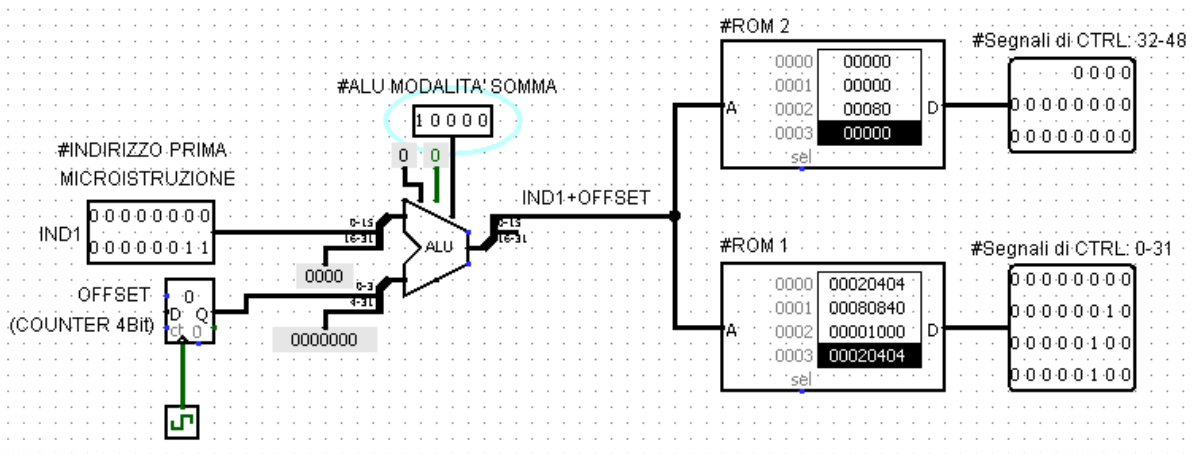 #ROM 2
0000 00000
0001 00000
0002 00080
0003 00000
A
D
sel
#Segnali di CTRL: 32-48
0 0 0 0
0 0 0 0 0 0 0 0
0 0 0 0 0 0 0 0
#ALU MODALITA' SOMMA
1 0 0 0 0
0 0
#INDIRIZZO PRIMA
MICROISTRUZIONE
IND1
0 0 0 0 0 0 0 0
0 0 0 0 0 0 1 1
0-15
16-31
0000
ALU
0-15
16-31
IND1+OFFSET
OFFSET
(COUNTER 4Bit)
0
D Q
ct 0
0-3
4-31
0000000
#ROM 1
0000 00020404
0001 00080840
0002 00001000
0003 00020404
A
D
sel
#Segnali di CTRL: 0-31
0 0 0 0 0 0 0 0
0 0 0 0 0 0 1 0
0 0 0 0 0 1 0 0
0 0 0 0 0 1 0 0